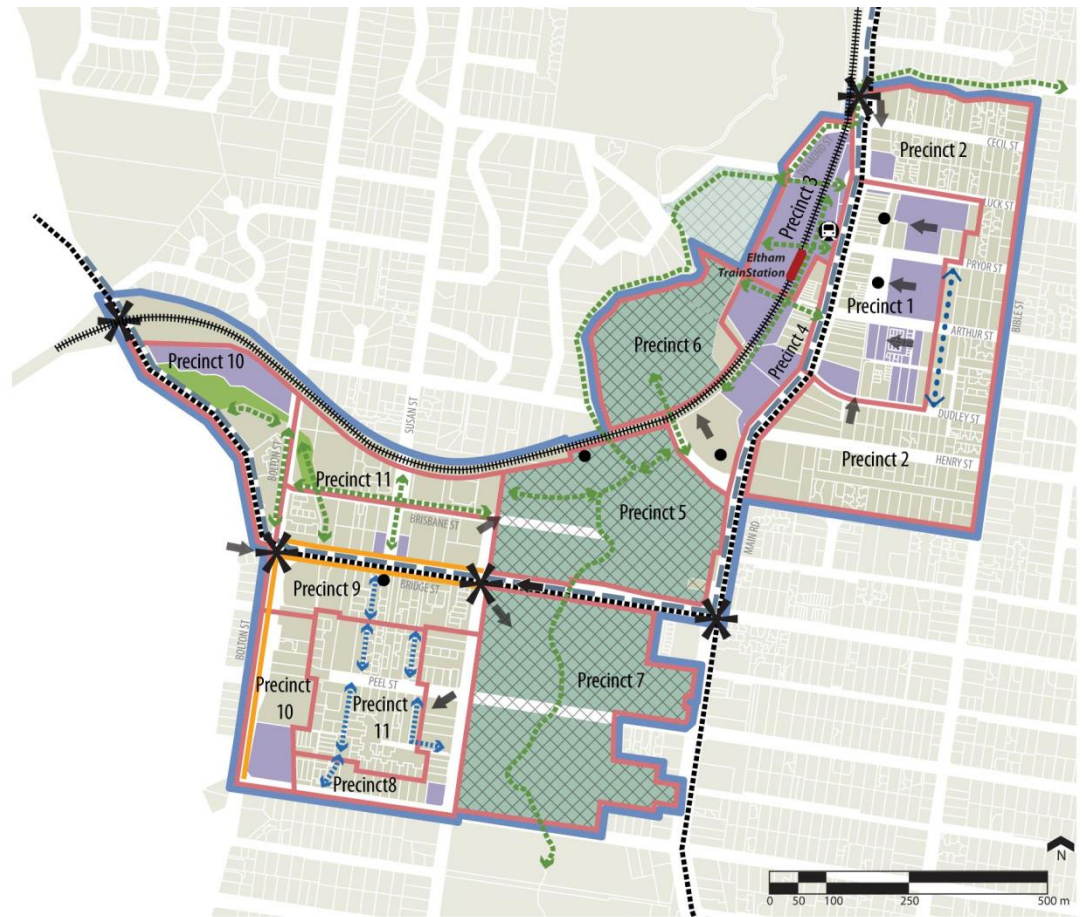 Precinct 2
CECIL ST
Precinct 3
LUCK ST
Eltham
TrainStation
PRYOR ST
Precinct 1
BIBLE ST
ARTHUR ST
Precinct 6
Precinct 4
Precinct 10
SUSAN ST
DUDLEY ST
BOLTON ST
Precinct 11
Precinct 2
HENRY ST
BRISBANE ST
Precinct 5
MAIN RD
Precinct 9
BRIDGE ST
BOLTON ST
Precinct
10
PEEL ST
Precinct
11
Precinct 7
Precinct8
N
0 50 100 250 500 m